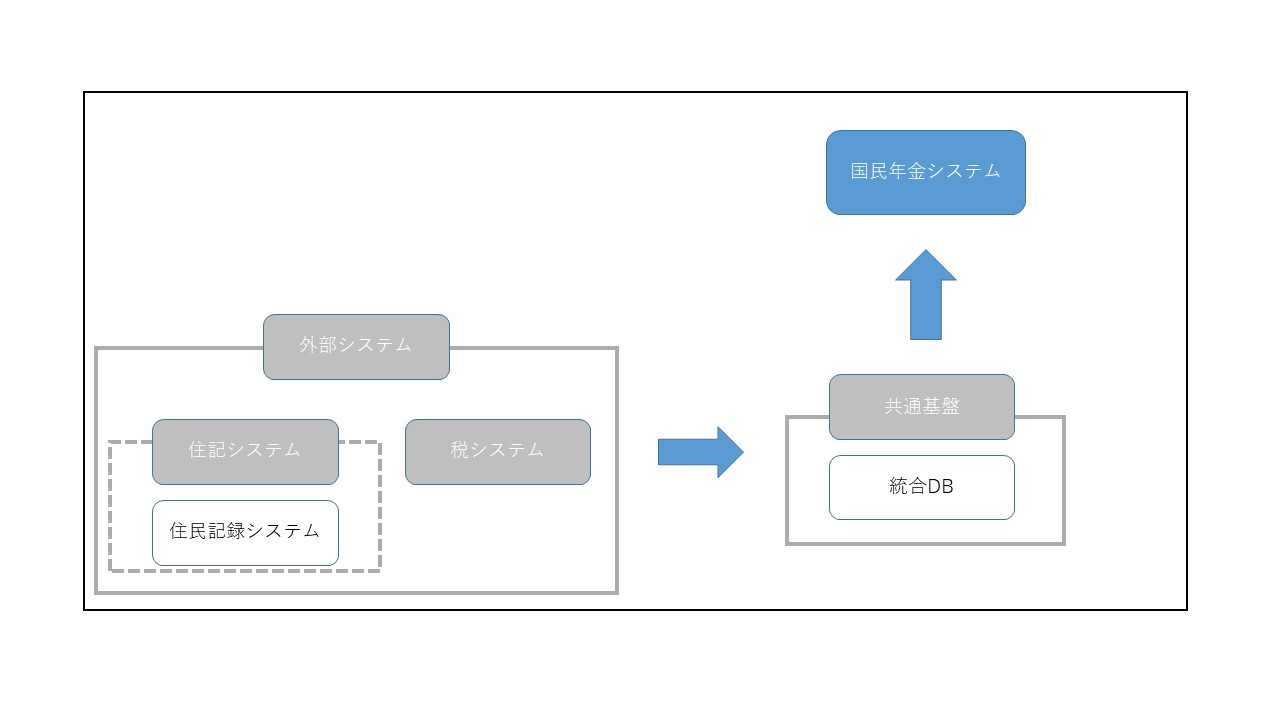 国民年金システム
外部システム
住記システム
税システム
住民記録システム
共通基盤
統合DB